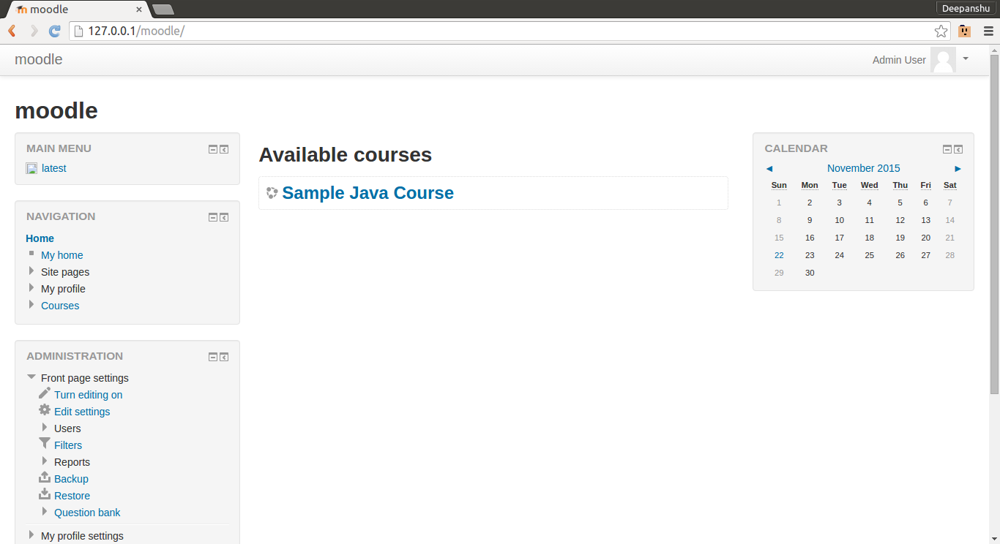 moodle
Deepanshu
127.0.0.1/moodle/
moodle
Admin User
moodle
MAIN MENU
latest
NAVIGATION
Home
My home
Site pages
My profile
Courses
ADMINISTRATION
Front page settings
Turn editing on
Edit settings
Users
Filters
Reports
Backup
Restore
Question bank
My profile settings
Available courses
Sample Java Course
CALENDAR
◄ November 2015 ►
Sun Mon Tue Wed Thu Fri Sat
1 2 3 4 5 6 7
8 9 10 11 12 13 14
15 16 17 18 19 20 21
22 23 24 25 26 27 28
29 30